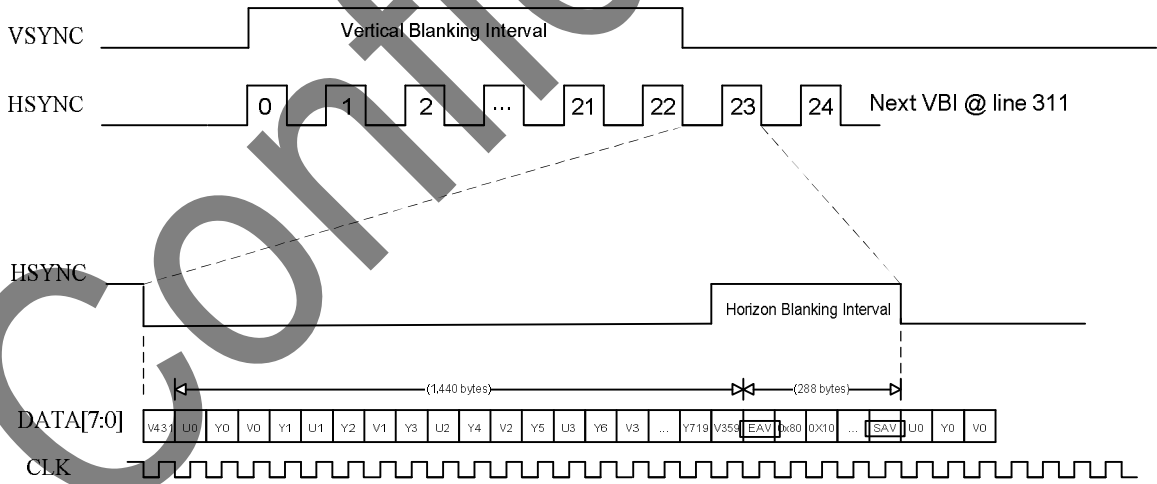 VSYNC
Vertical Blanking Interval
HSYNC
0 1 2 ... 21 22 23 24 Next VBI @ line 311
HSYNC
Horizon Blanking Interval
(1,440 bytes) (288 bytes)
DATA[7:0] V431 U0 Y0 V0 Y1 U1 Y2 V1 Y3 U2 Y4 V2 Y5 U3 Y6 V3 ... Y719 V359 EAV 0x80 0X10 ... SAV U0 Y0 V0
CLK
Confid